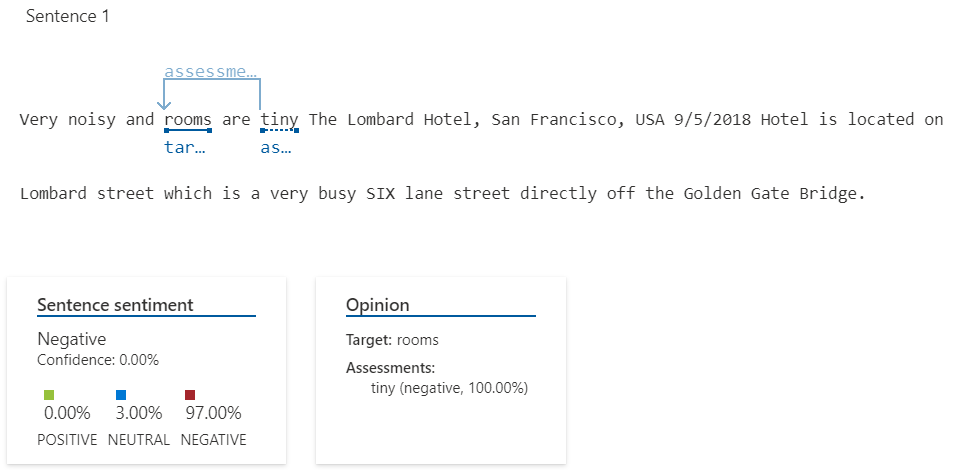 Sentence 1
assessme...
Very noisy and rooms are tiny The Lombard Hotel, San Francisco, USA 9/5/2018 Hotel is located on
tar... as...
Lombard street which is a very busy SIX lane street directly off the Golden Gate Bridge.
Sentence sentiment
Negative
Confidence: 0.00%
0.00% 3.00% 97.00%
POSITIVE NEUTRAL NEGATIVE
Opinion
Target: rooms
Assessments:
tiny (negative, 100.00%)